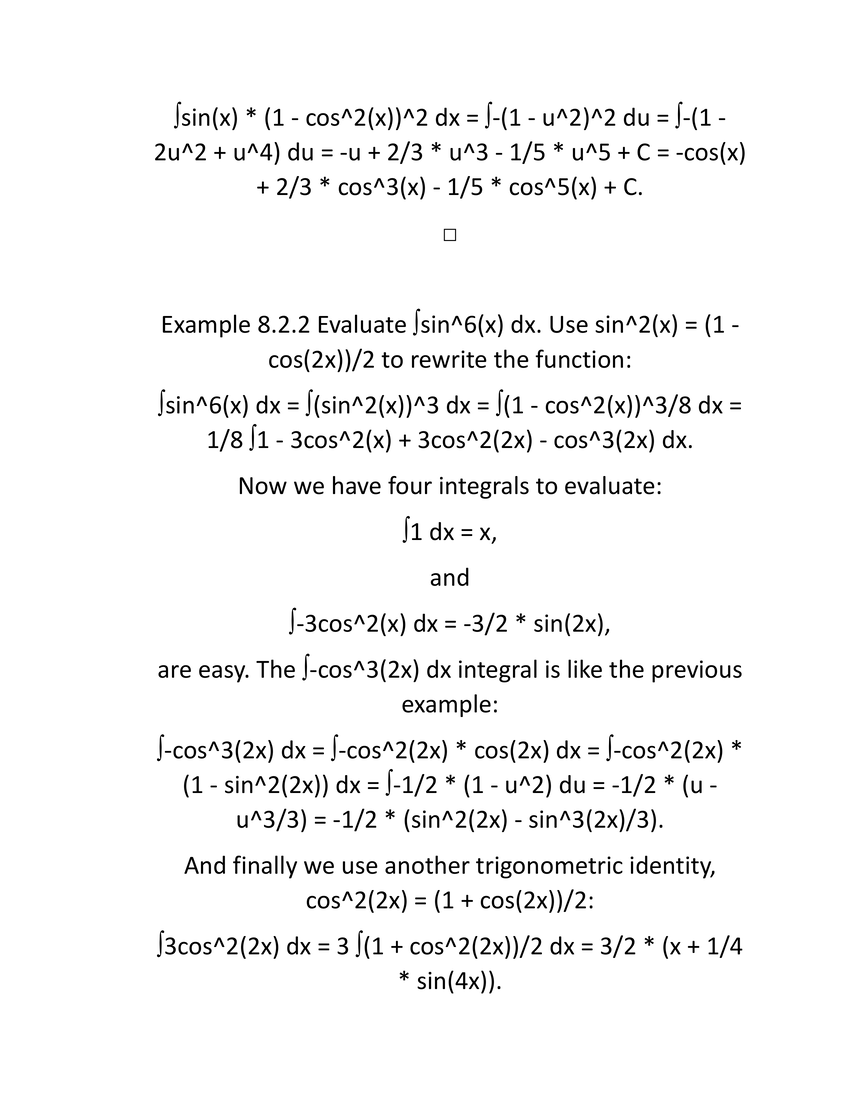 ∫sin(x) * (1 - cos^2(x))^2 dx = ∫-(1 - u^2)^2 du = ∫-(1 -
2u^2 + u^4) du = -u + 2/3 * u^3 - 1/5 * u^5 + C = -cos(x)
+ 2/3 * cos^3(x) - 1/5 * cos^5(x) + C.
□
Example 8.2.2 Evaluate ∫sin^6(x) dx. Use sin^2(x) = (1 -
cos(2x))/2 to rewrite the function:
∫sin^6(x) dx = ∫(sin^2(x))^3 dx = ∫(1 - cos^2(x))^3/8 dx =
1/8 ∫1 - 3cos^2(x) + 3cos^2(2x) - cos^3(2x) dx.
Now we have four integrals to evaluate:
∫1 dx = x,
and
∫-3cos^2(x) dx = -3/2 * sin(2x),
are easy. The ∫-cos^3(2x) dx integral is like the previous
example:
∫-cos^3(2x) dx = ∫-cos^2(2x) * cos(2x) dx = ∫-cos^2(2x) *
(1 - sin^2(2x)) dx = ∫-1/2 * (1 - u^2) du = -1/2 * (u -
u^3/3) = -1/2 * (sin^2(2x) - sin^3(2x)/3).
And finally we use another trigonometric identity,
cos^2(2x) = (1 + cos(2x))/2:
∫3cos^2(2x) dx = 3 ∫(1 + cos^2(2x))/2 dx = 3/2 * (x + 1/4
* sin(4x)).